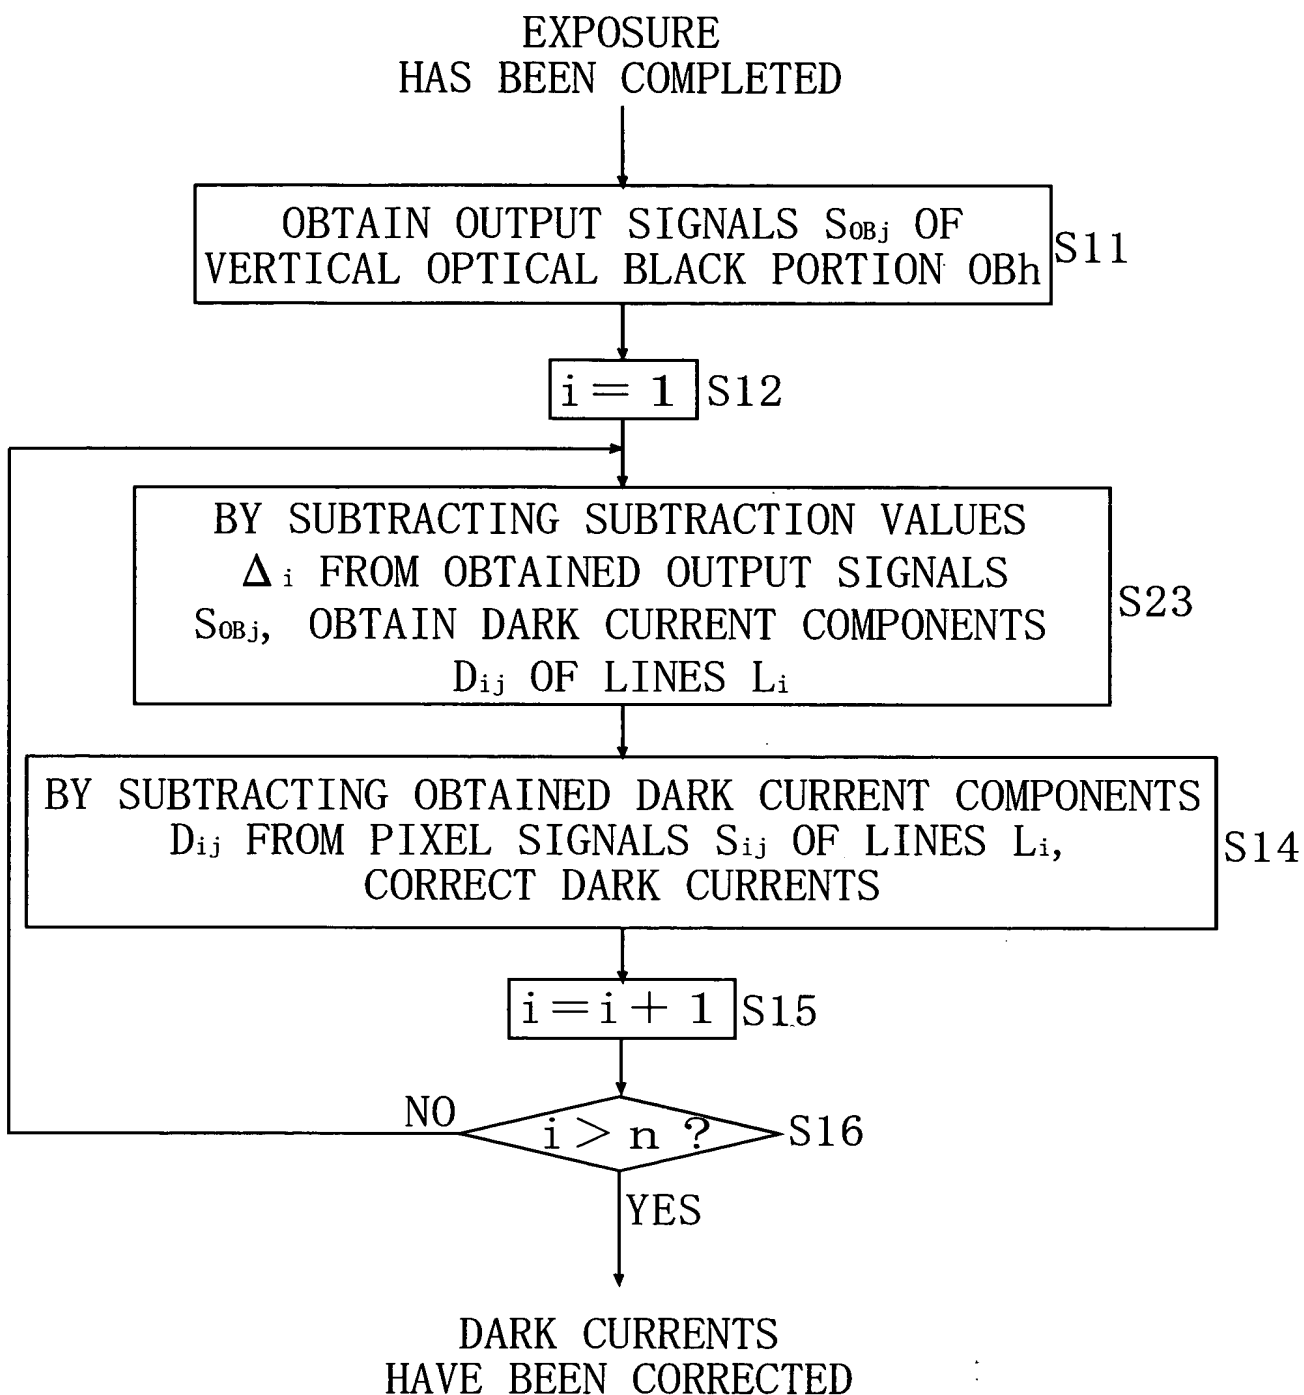 EXPOSURE
HAS BEEN COMPLETED
OBTAIN OUTPUT SIGNALS SOBj OF
VERTICAL OPTICAL BLACK PORTION OBh
S11
i = 1
S12
BY SUBTRACTING SUBTRACTION VALUES
Δi FROM OBTAINED OUTPUT SIGNALS
SOBj, OBTAIN DARK CURRENT COMPONENTS
Dij OF LINES Li
S23
BY SUBTRACTING OBTAINED DARK CURRENT COMPONENTS
Dij FROM PIXEL SIGNALS Sij OF LINES Li,
CORRECT DARK CURRENTS
S14
i = i + 1
S15
i > n ?
S16
NO
YES
DARK CURRENTS
HAVE BEEN CORRECTED